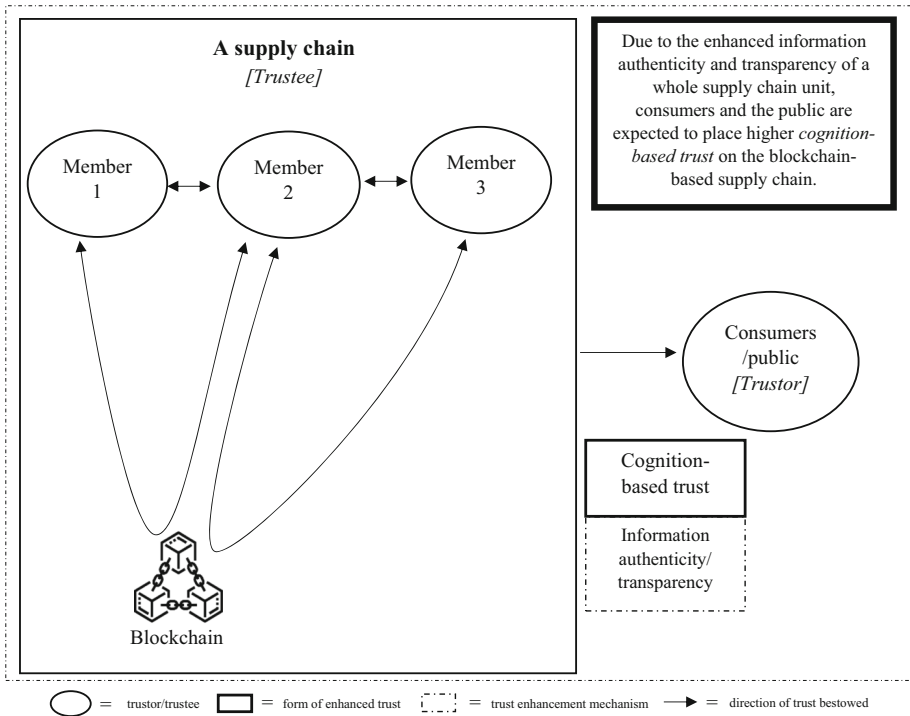 A supply chain
[Trustee]
Member
1
Member
2
Member
3
Blockchain
Due to the enhanced information
authenticity and transparency of a
whole supply chain unit,
consumers and the public are
expected to place higher cognition-
based trust on the blockchain-
based supply chain.
Consumers
/public
[Trustor]
Cognition-
based trust
Information
authenticity/
transparency
= trustor/trustee = form of enhanced trust = trust enhancement mechanism = direction of trust bestowed